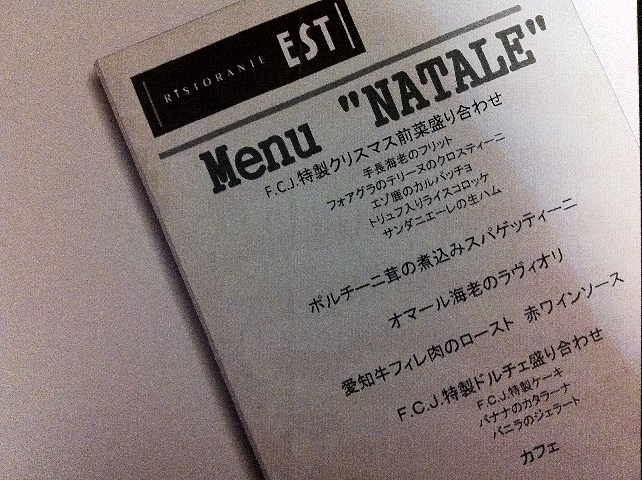 RISTORANTE EST
Menu "NATALE"
F.C.J.特製クリスマス前菜盛り合わせ
手長海老のフリット
フォアグラのテリーヌのクロスティーニ
エゾ鹿のカルパッチョ
トリュフ入りライスコロッケ
サンダニエーレの生ハム
ポルチーニ茸の煮込みスパゲッティーニ
オマール海老のラヴィオリ
愛知牛フィレ肉のロースト 赤ワインソース
F.C.J.特製ドルチェ盛り合わせ
F.C.J.特製ケーキ
バナナのカタラーナ
バニラのジェラート
カフェ